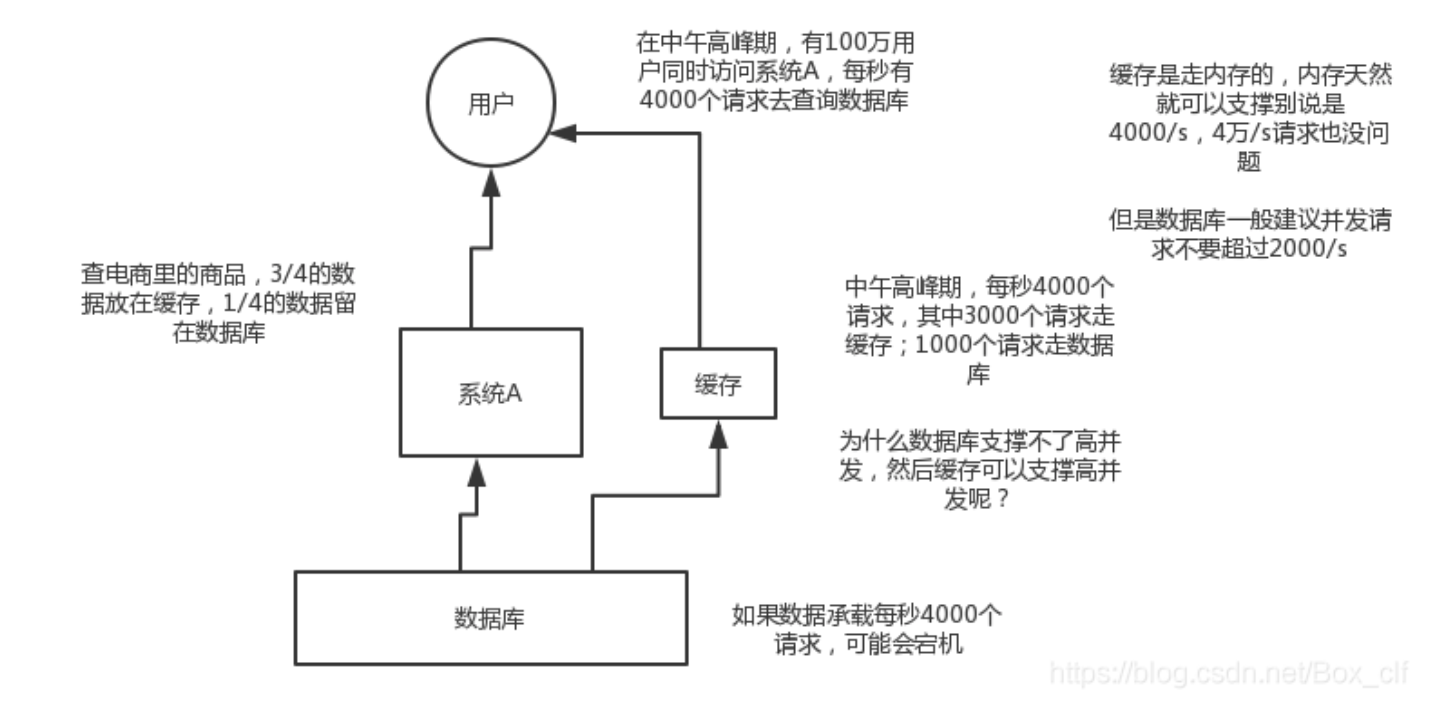 用户
在中午高峰期，有100万用
户同时访问系统A，每秒有
4000个请求去查询数据库
缓存是走内存的，内存天然
就可以支撑别说是
4000/s，4万/s请求也没问
题
但是数据库一般建议并发请
求不要超过2000/s
查电商里的商品，3/4的数
据放在缓存，1/4的数据留
在数据库
中午高峰期，每秒4000个
请求，其中3000个请求走
缓存；1000个请求走数据
库
系统A
缓存
为什么数据库支撑不了高并
发，然后缓存可以支撑高并
发呢？
数据库
如果数据承载每秒4000个
请求，可能会宕机
https://blog.csdn.net/Box_clf